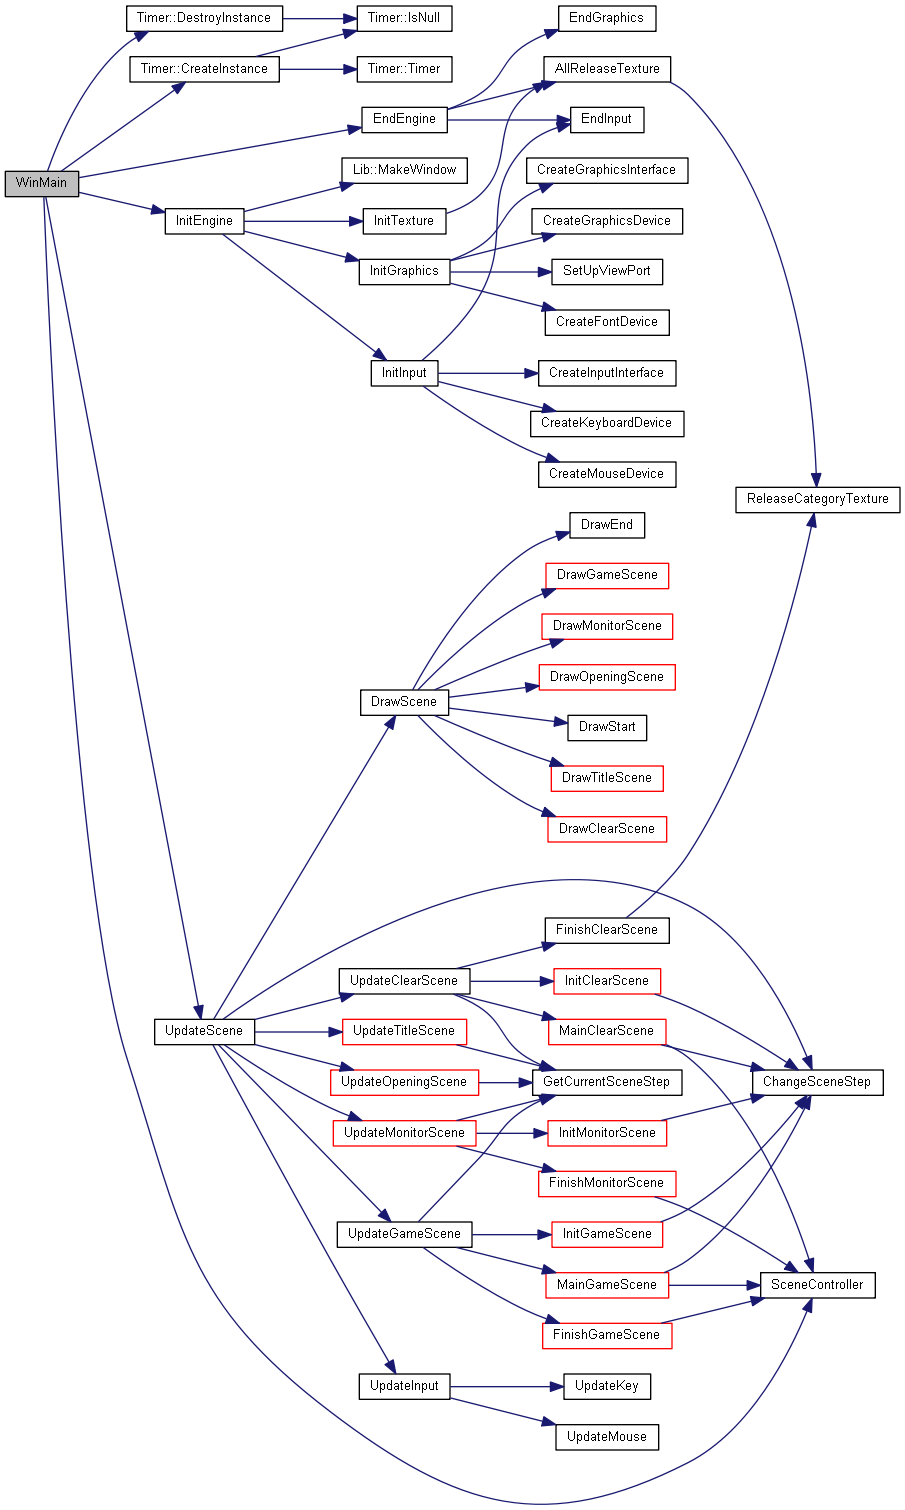 Timer::DestroyInstance
Timer::IsNull
EndGraphics
Timer::CreateInstance
Timer::Timer
AllReleaseTexture
EndEngine
EndInput
WinMain
Lib::MakeWindow
CreateGraphicsInterface
InitEngine
InitTexture
CreateGraphicsDevice
InitGraphics
SetUpViewPort
CreateFontDevice
InitInput
CreateInputInterface
CreateKeyboardDevice
CreateMouseDevice
ReleaseCategoryTexture
DrawEnd
DrawGameScene
DrawMonitorScene
DrawOpeningScene
DrawScene
DrawStart
DrawTitleScene
DrawClearScene
FinishClearScene
UpdateClearScene
InitClearScene
UpdateScene
UpdateTitleScene
MainClearScene
UpdateOpeningScene
GetCurrentSceneStep
ChangeSceneStep
UpdateMonitorScene
InitMonitorScene
FinishMonitorScene
UpdateGameScene
InitGameScene
MainGameScene
SceneController
FinishGameScene
UpdateInput
UpdateKey
UpdateMouse